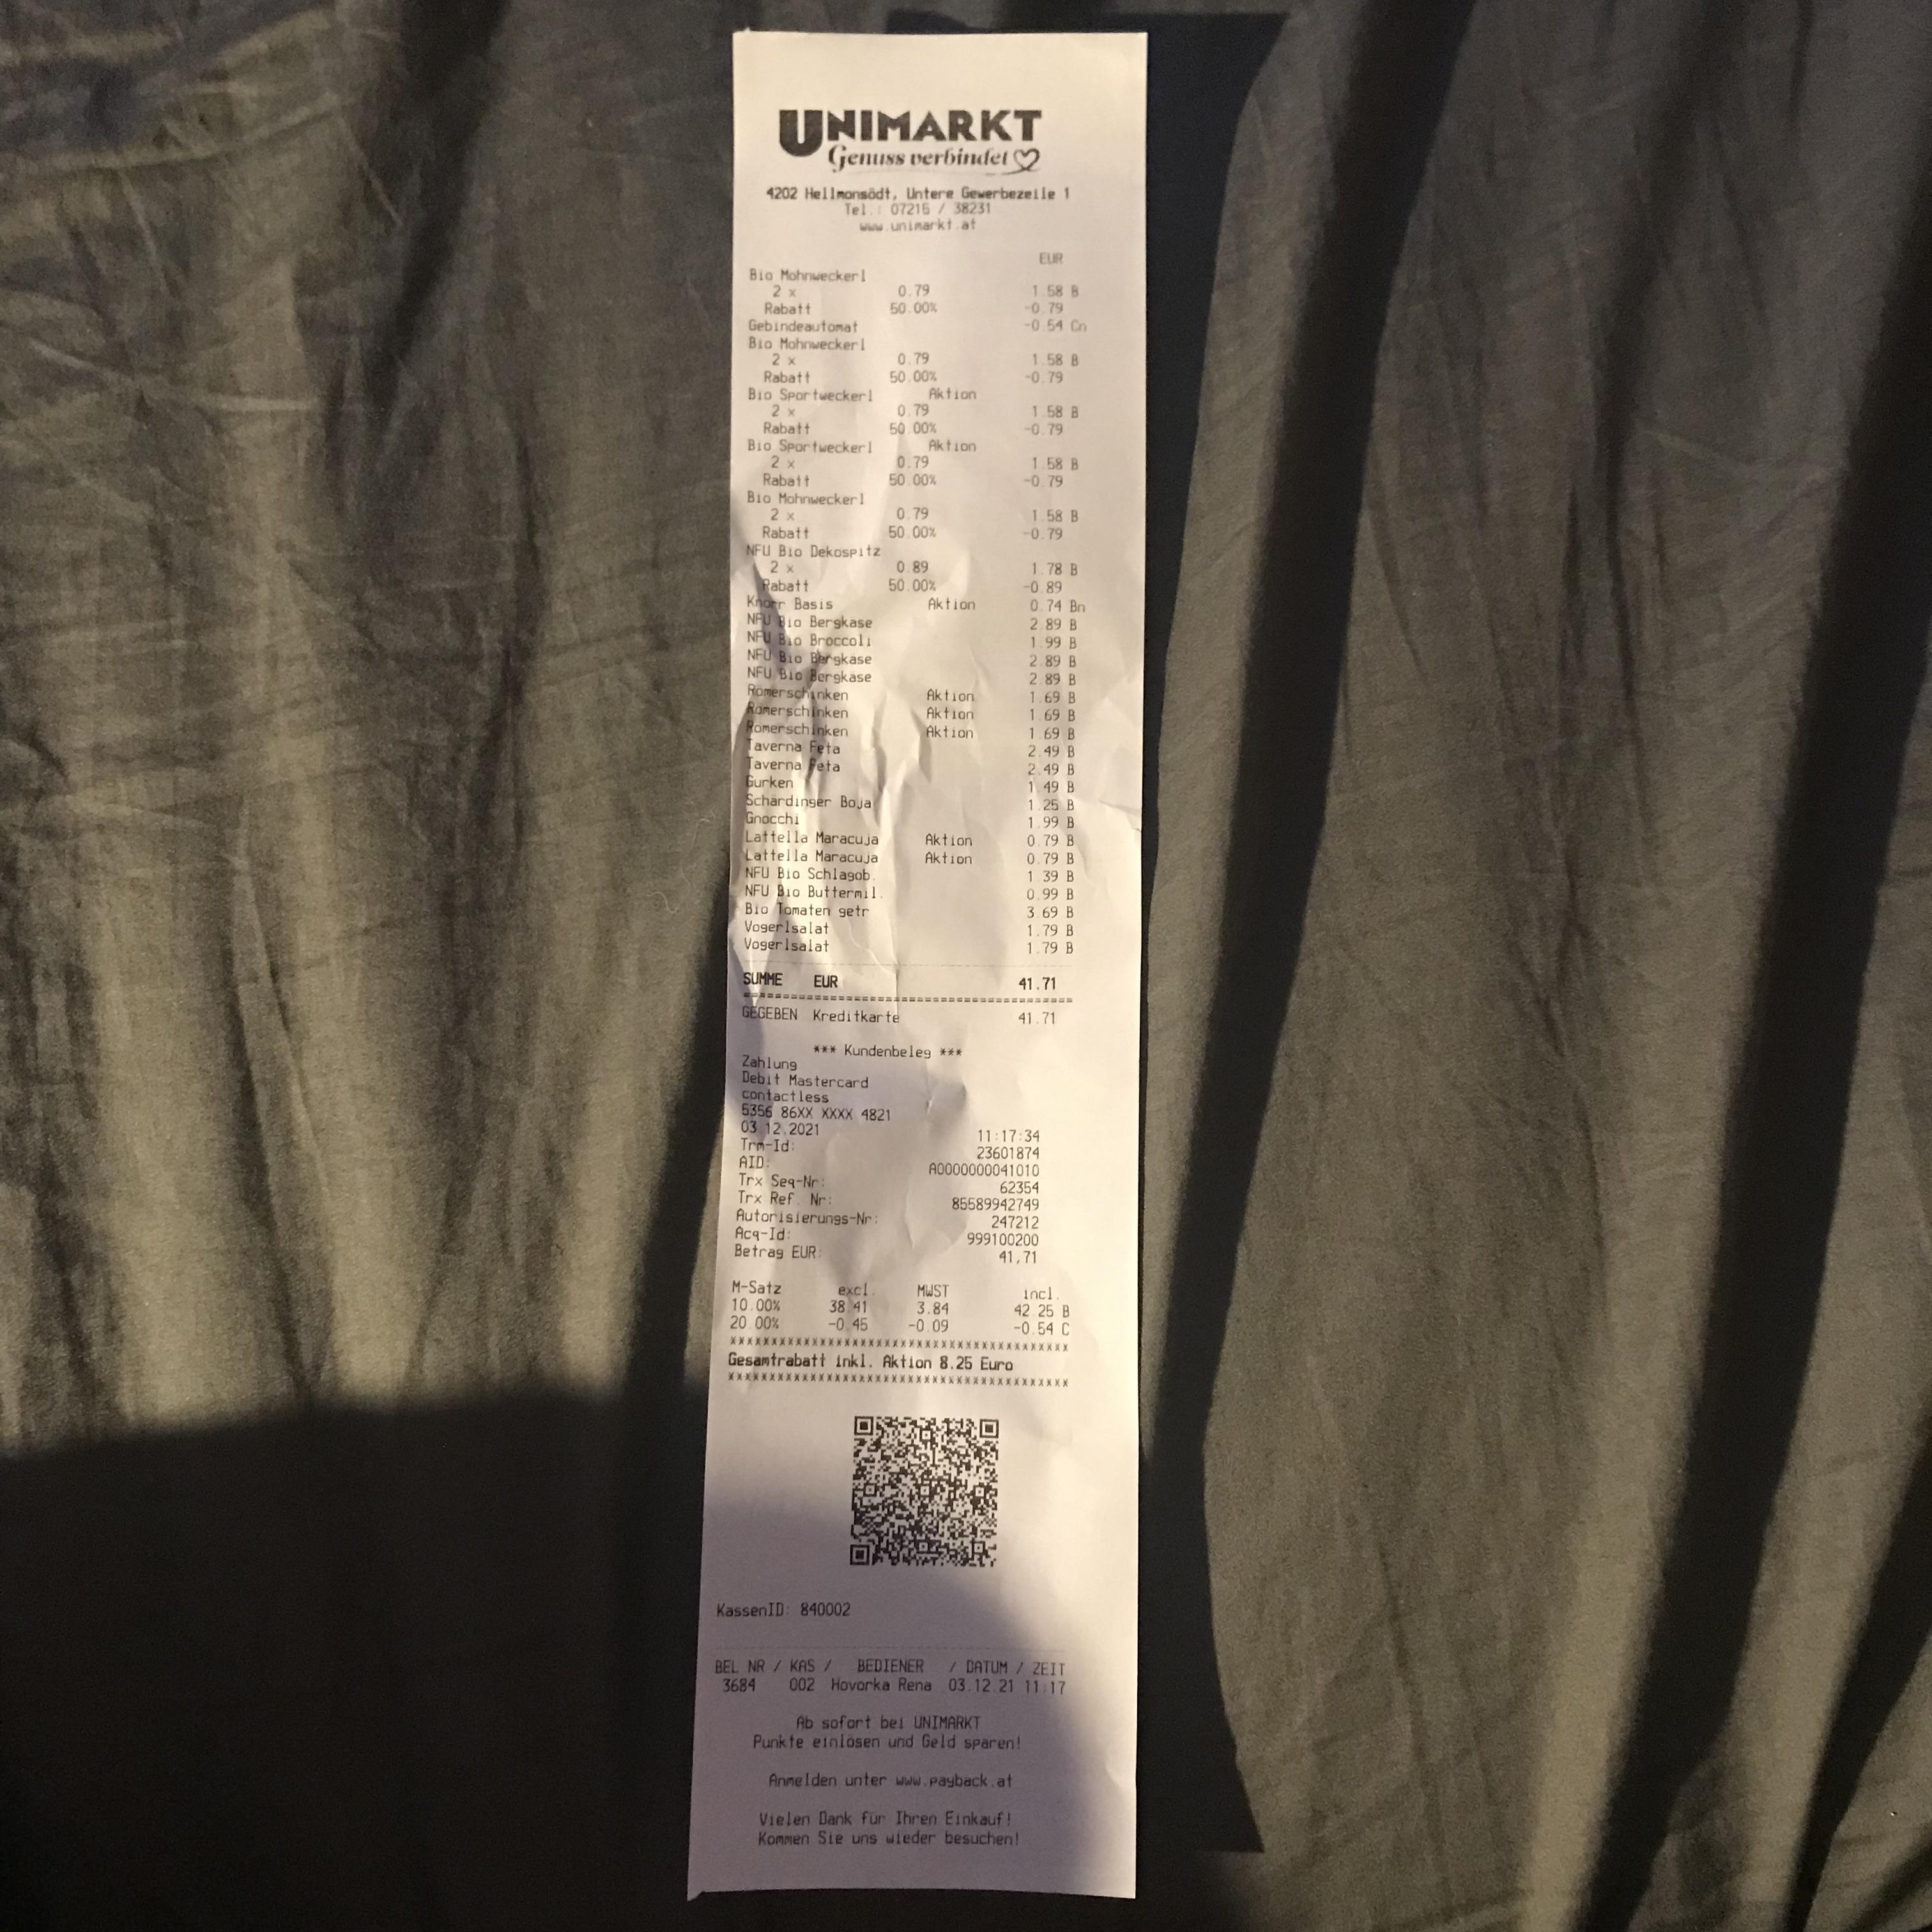 UNIMARKT
Genuss verbindet
4202 Hellmonsödt, Untere Gewerbezeile 1
Tel.: 07215 / 38231
www.unimarkt.at
EUR
Bio Mohnweckerl
2 x 0.79 1.58 B
Rabatt 50.00% -0.79
Gebindeautomat -0.54 Cn
Bio Mohnweckerl
2 x 0.79 1.58 B
Rabatt 50.00% -0.79
Bio Sportweckerl Aktion
2 x 0.79 1.58 B
Rabatt 50.00% -0.79
Bio Sportweckerl Aktion
2 x 0.79 1.58 B
Rabatt 50.00% -0.79
Bio Mohnweckerl
2 x 0.79 1.58 B
Rabatt 50.00% -0.79
NFU Bio Dekospitz
2 x 0.89 1.78 B
Rabatt 50.00% -0.89
Knorr Basis Aktion 0.74 Bn
NFU Bio Bergkase 2.89 B
NFU Bio Broccoli 1.99 B
NFU Bio Bergkase 2.89 B
NFU Bio Bergkase 2.89 B
Römerschinken Aktion 1.69 B
Römerschinken Aktion 1.69 B
Römerschinken Aktion 1.69 B
Taverna Feta 2.49 B
Taverna Feta 2.49 B
Gurken 1.49 B
Schärdinger Boja 1.25 B
Gnocchi 1.99 B
Lattella Maracuja Aktion 0.79 B
Lattella Maracuja Aktion 0.79 B
NFU Bio Schlagob. 1.39 B
NFU Bio Buttermil. 0.99 B
Bio Tomaten getr 3.69 B
Vogerlsalat 1.79 B
Vogerlsalat 1.79 B
SUMME EUR 41.71
GEGEBEN Kreditkarte 41.71
*** Kundenbeleg ***
Zahlung
Debit Mastercard
contactless
5356 86XX XXXX 4821
03.12.2021 11:17:34
Trm-Id: 23601874
AID: A0000000041010
Trx Seq-Nr: 62354
Trx Ref. Nr: 85589942749
Autorisierungs-Nr: 247212
Acq-Id: 999100200
Betrag EUR: 41,71
M-Satz excl. MWST incl.
10.00% 38.41 3.84 42.25 B
20.00% -0.45 -0.09 -0.54 C
xxxxxxxxxxxxxxxxxxxxxxxxxxxxxxxxxxxxxxxxxx
Gesamtrabatt inkl. Aktion 8.25 Euro
xxxxxxxxxxxxxxxxxxxxxxxxxxxxxxxxxxxxxxxxxx
KassenID: 840002
BEL NR / KAS / BEDIENER / DATUM / ZEIT
3684 002 Hovorka Rena 03.12.21 11:17
Ab sofort bei UNIMARKT
Punkte einlösen und Geld sparen!
Anmelden unter www.payback.at
Vielen Dank für Ihren Einkauf!
Kommen Sie uns wieder besuchen!